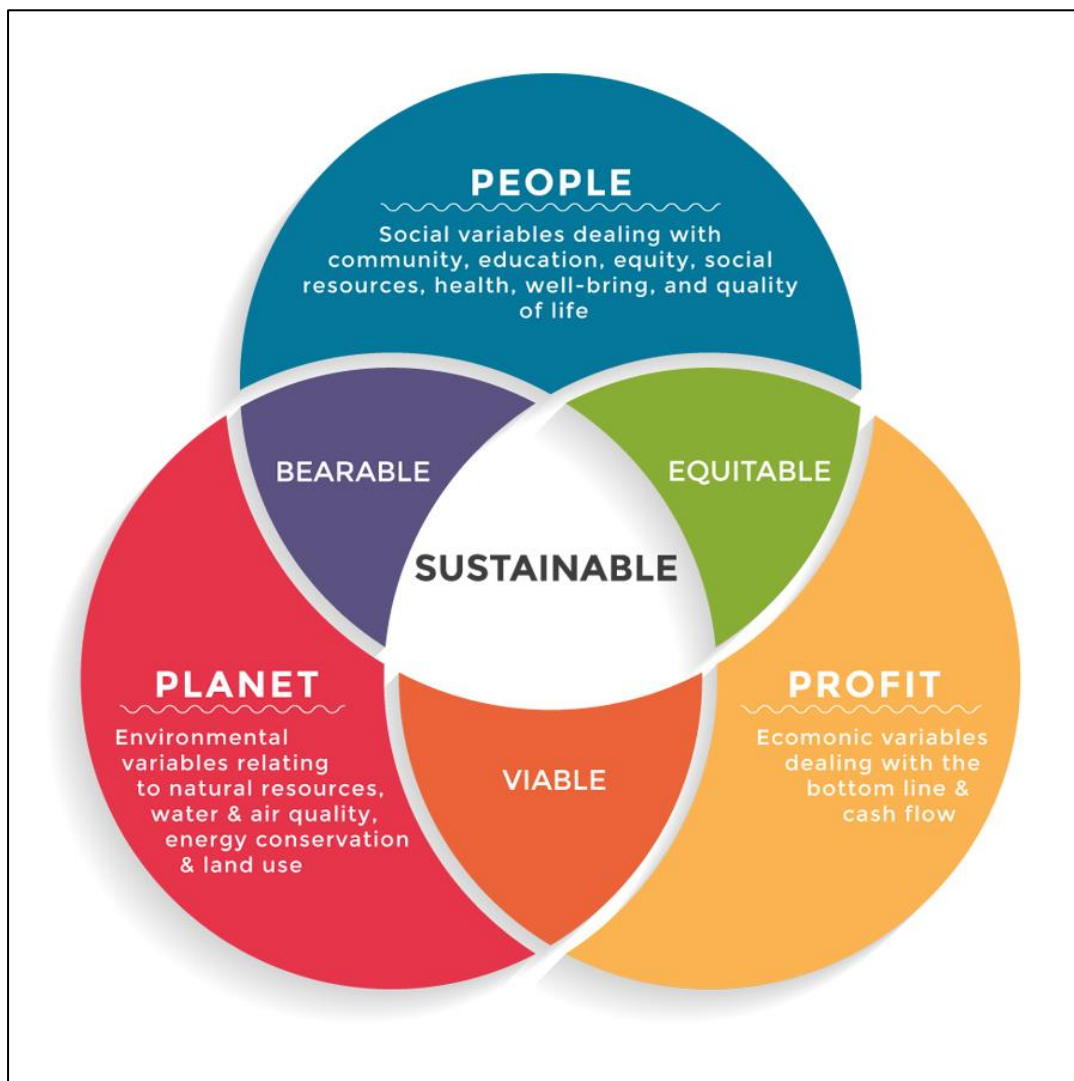 PEOPLE
Social variables dealing with
community, education, equity, social
resources, health, well-bring, and quality
of life
BEARABLE
EQUITABLE
SUSTAINABLE
PLANET
Environmental
variables relating
to natural resources,
water & air quality,
energy conservation
& land use
PROFIT
Ecomonic variables
dealing with the
bottom line &
cash flow
VIABLE